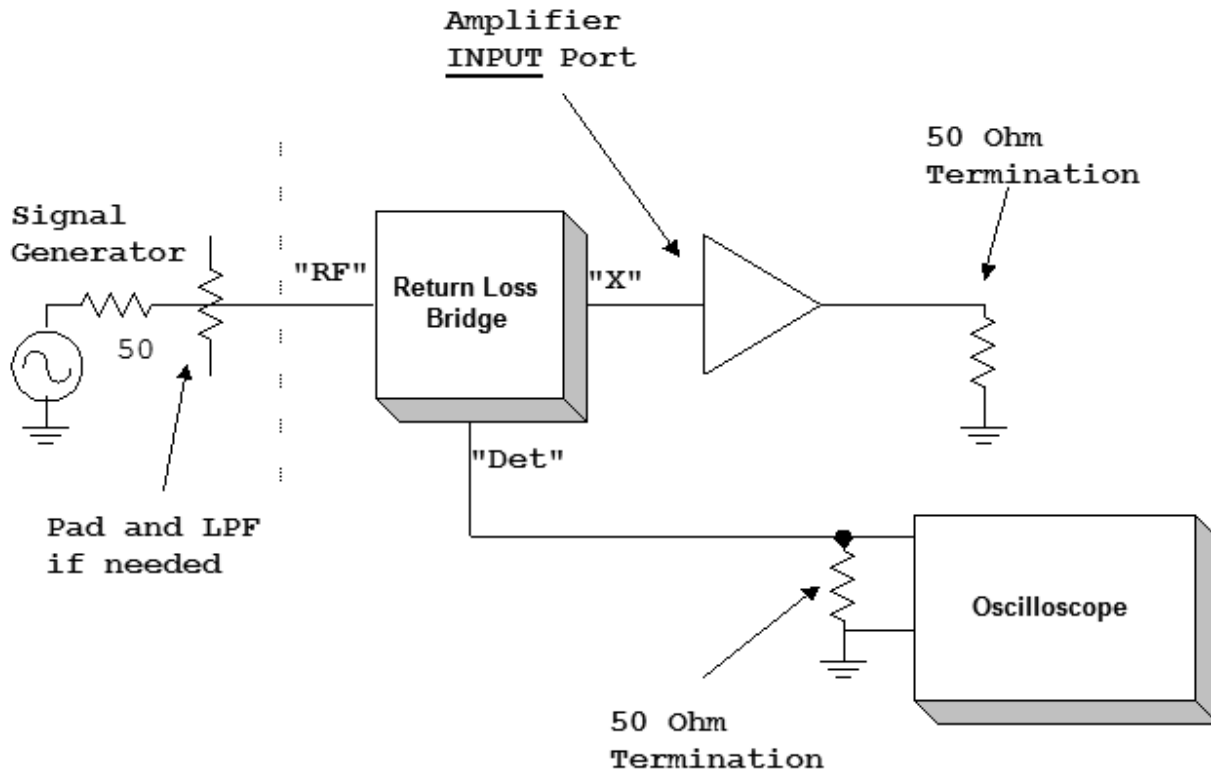 Amplifier
INPUT Port
50 Ohm
Termination
Signal
Generator
"RF"
Return Loss
Bridge
"X"
50
"Det"
Pad and LPF
if needed
Oscilloscope
50 Ohm
Termination